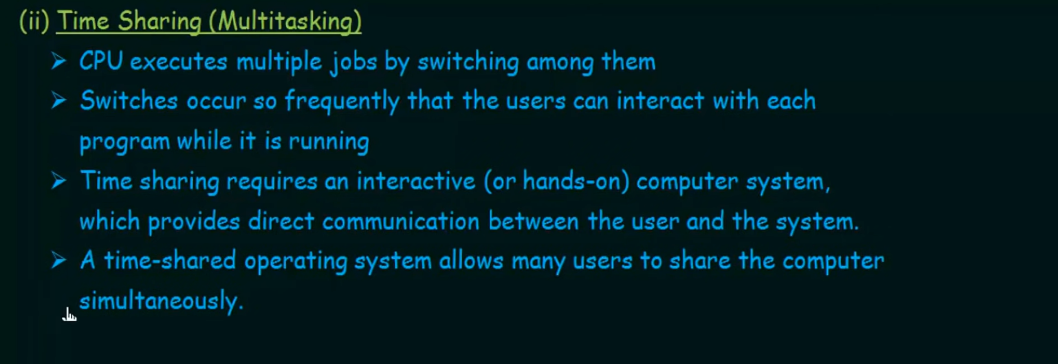 (ii) Time Sharing (Multitasking)
➢ CPU executes multiple jobs by switching among them
➢ Switches occur so frequently that the users can interact with each
program while it is running
➢ Time sharing requires an interactive (or hands-on) computer system,
which provides direct communication between the user and the system.
➢ A time-shared operating system allows many users to share the computer
simultaneously.